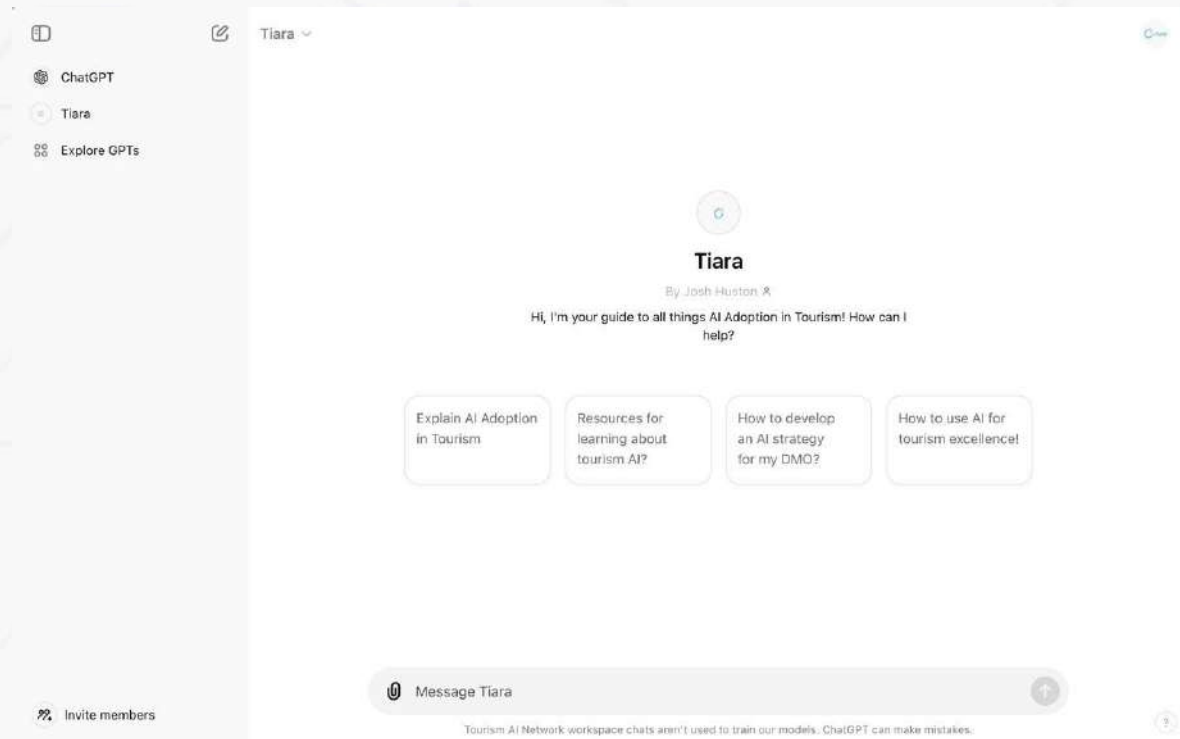 Tiara
ChatGPT
Tiara
Explore GPTs
Tiara
By Josh Huston
Hi, I'm your guide to all things AI Adoption in Tourism! How can I
help?
Explain AI Adoption
in Tourism
Resources for
learning about
tourism AI?
How to develop
an AI strategy
for my DMO?
How to use AI for
tourism excellence!
Message Tiara
Invite members
Tourism AI Network workspace chats aren't used to train our models. ChatGPT can make mistakes.
?